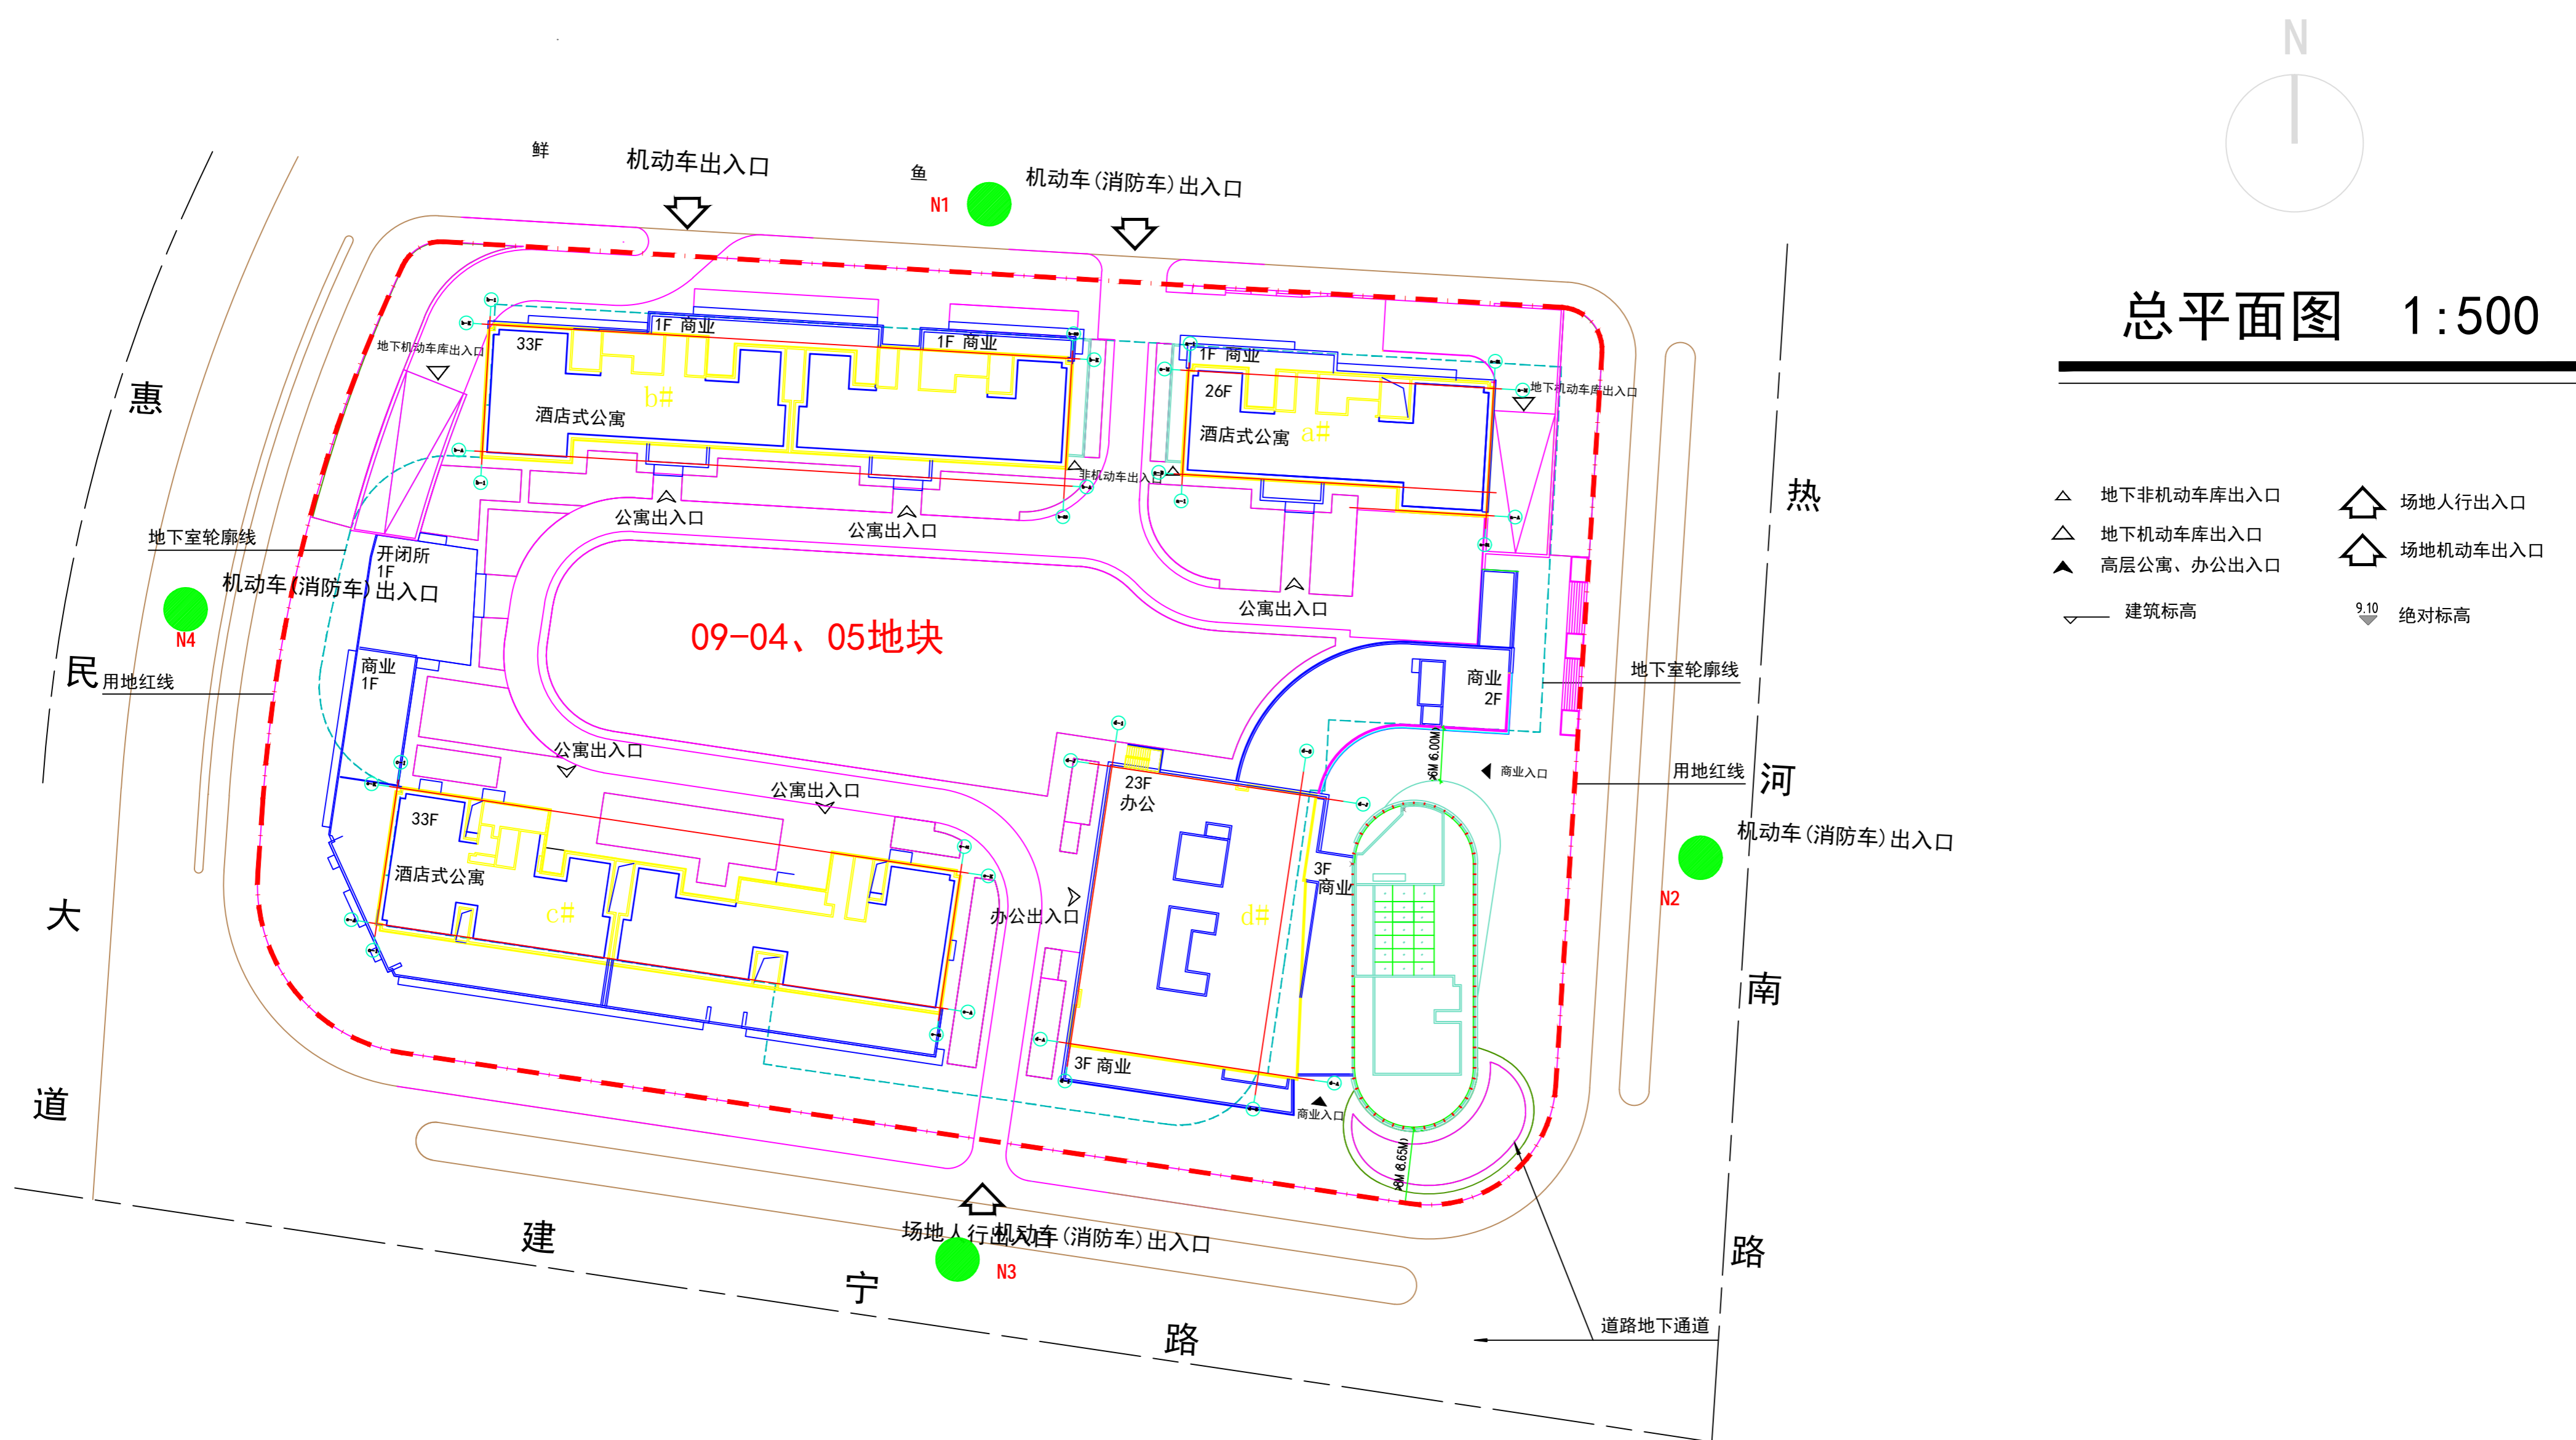 N
总平面图 1:500
鲜
机动车出入口
鱼
N1
机动车(消防车)出入口
1F 商业
33F
1F 商业
地下机动车库出入口
b#
酒店式公寓
1F 商业
26F
酒店式公寓
a#
地下机动车库出入口
非机动车出入口
公寓出入口
公寓出入口
公寓出入口
惠
民
大
道
热
河
南
路
地下室轮廓线
开闭所
1F
机动车(消防车)出入口
N4
用地红线
商业
1F
09-04、05地块
商业
2F
地下室轮廓线
用地红线
>6M(6.00M)
商业入口
公寓出入口
公寓出入口
33F
酒店式公寓
c#
23F
办公
办公出入口
d#
3F
商业
机动车(消防车)出入口
N2
3F 商业
商业入口
>8M(8.65M)
场地人行出入口
机动车(消防车)出入口
N3
建
宁
路
道路地下通道
地下非机动车库出入口
地下机动车库出入口
高层公寓、办公出入口
建筑标高
场地人行出入口
场地机动车出入口
9.10
绝对标高